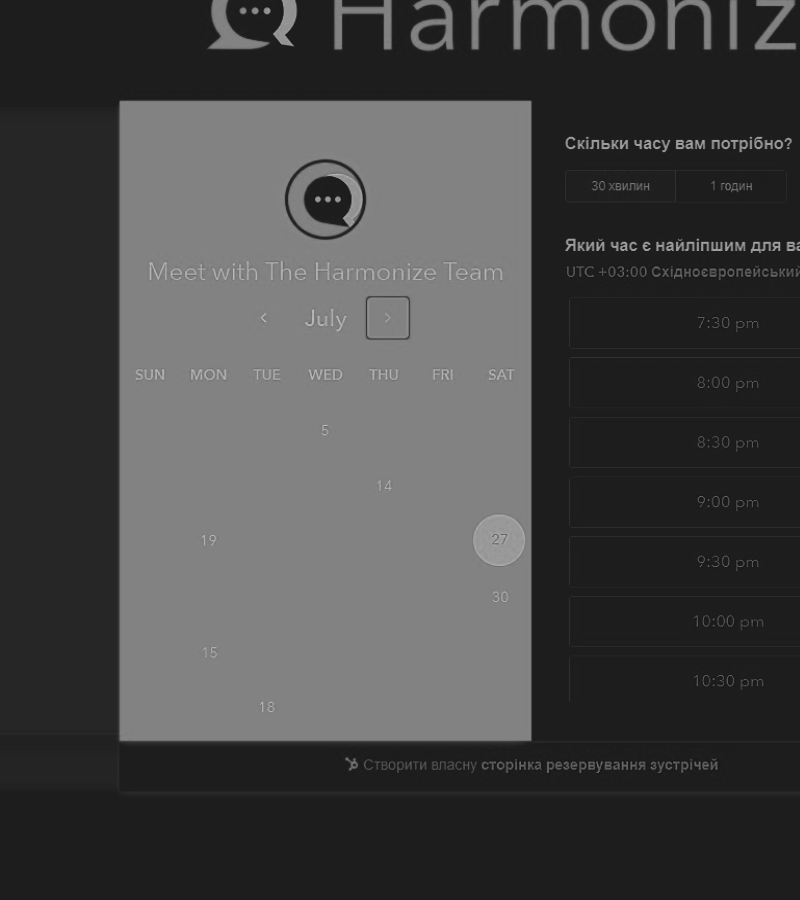 Harmoniz
Meet with The Harmonize Team
July
SUN MON TUE WED THU FRI SAT
5
14
19 27
30
15
18
Скільки часу вам потрібно?
30 хвилин 1 годин
Який час є найліпшим для ва
UTC +03:00 Східноєвропейський
7:30 pm
8:00 pm
8:30 pm
9:00 pm
9:30 pm
10:00 pm
10:30 pm
Створити власну сторінка резервування зустрічей